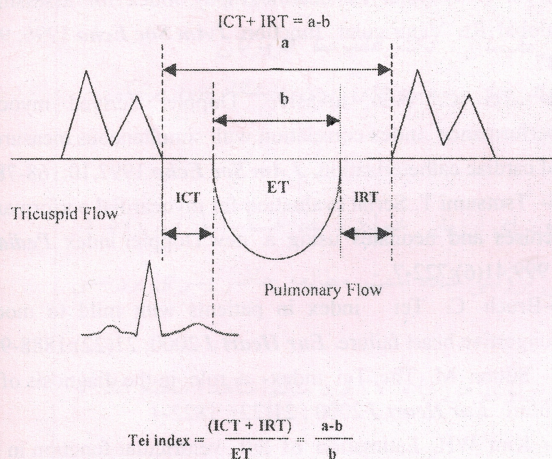 ICT+ IRT = a-b
a
b
ICT
ET
IRT
Tricuspid Flow
Pulmonary Flow
Tei index = (ICT + IRT) / ET = a-b / b